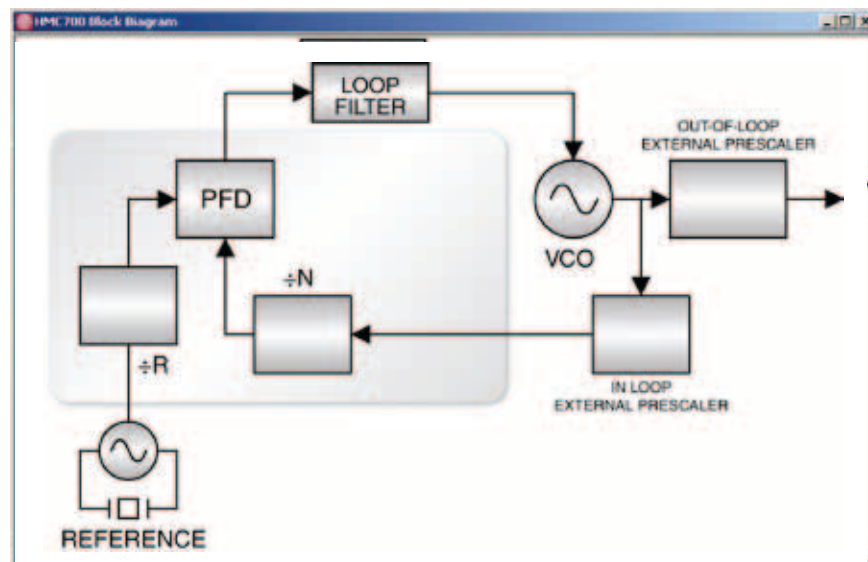 HMC700 Block Diagram
LOOP
FILTER
OUT-OF-LOOP
EXTERNAL PRESCALER
PFD
VCO
÷N
÷R
IN LOOP
EXTERNAL PRESCALER
REFERENCE